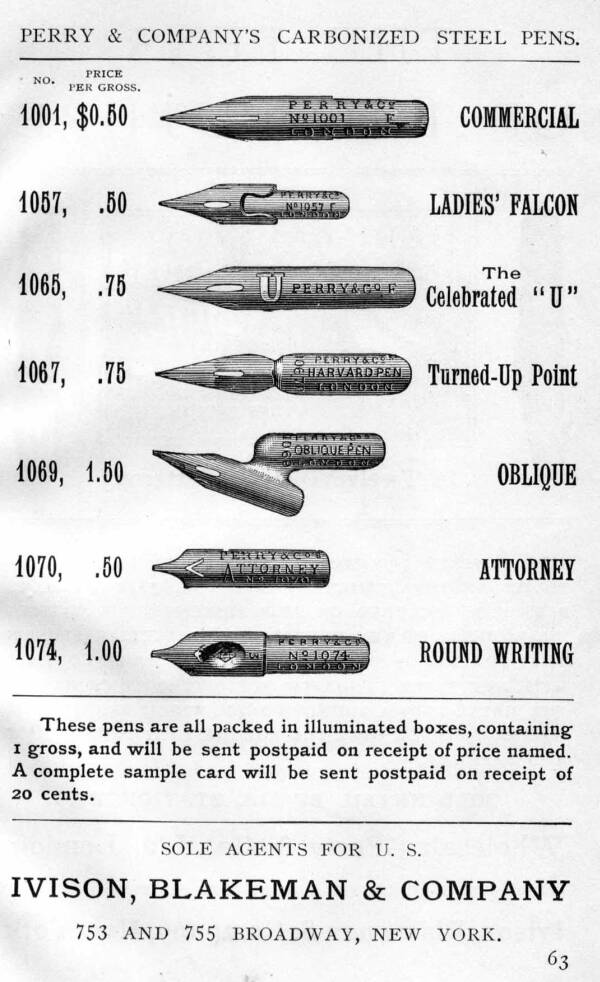 PERRY & COMPANY'S CARBONIZED STEEL PENS.
NO. PRICE PER GROSS.
1001, $0.50 PERRY & Co Nº 1001 F LONDON COMMERCIAL
1057, .50 PERRY & Co Nº 1057 F LONDON LADIES' FALCON
1065, .75 U PERRY & Co F The Celebrated "U"
1067, .75 1067 PERRY & Co HARVARD PEN LONDON Turned-Up Point
1069, 1.50 PERRY & Co OBLIQUE PEN LONDON OBLIQUE
1070, .50 PERRY & Cos ATTORNEY No 1070 ATTORNEY
1074, 1.00 PERRY & Co Nº 1074 LONDON ROUND WRITING
These pens are all packed in illuminated boxes, containing
1 gross, and will be sent postpaid on receipt of price named.
A complete sample card will be sent postpaid on receipt of
20 cents.
SOLE AGENTS FOR U. S.
IVISON, BLAKEMAN & COMPANY
753 AND 755 BROADWAY, NEW YORK.
63